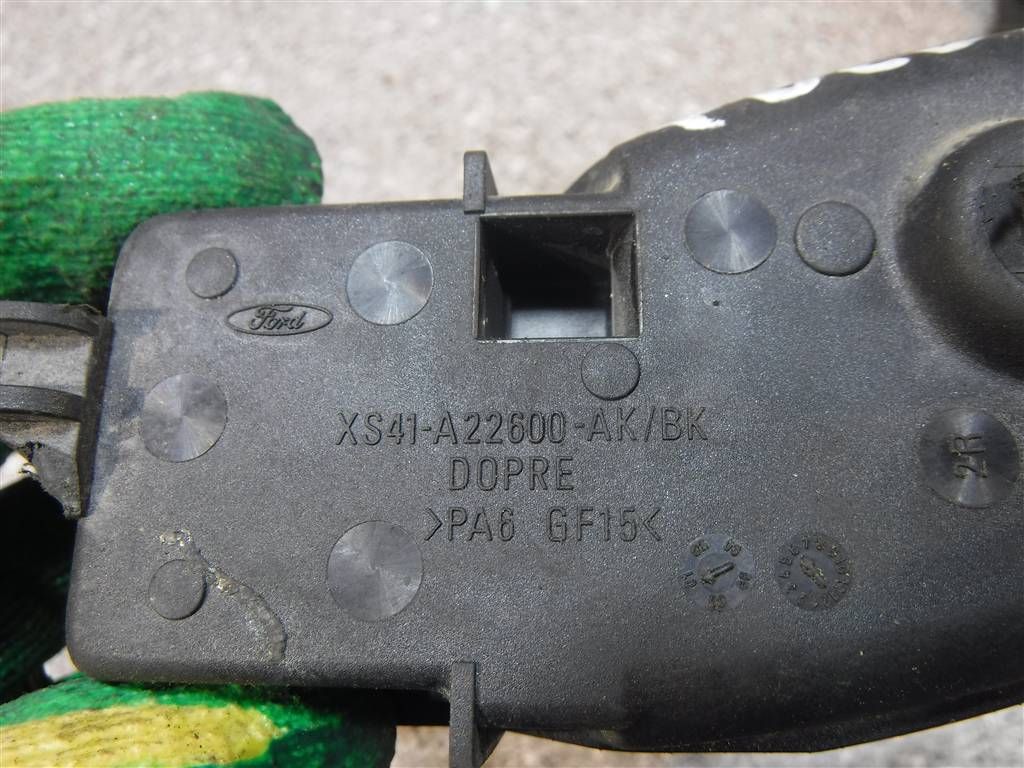 Ford
XS41-A22600-AK/BK
DOPRE
>PA6 GF15<
2R